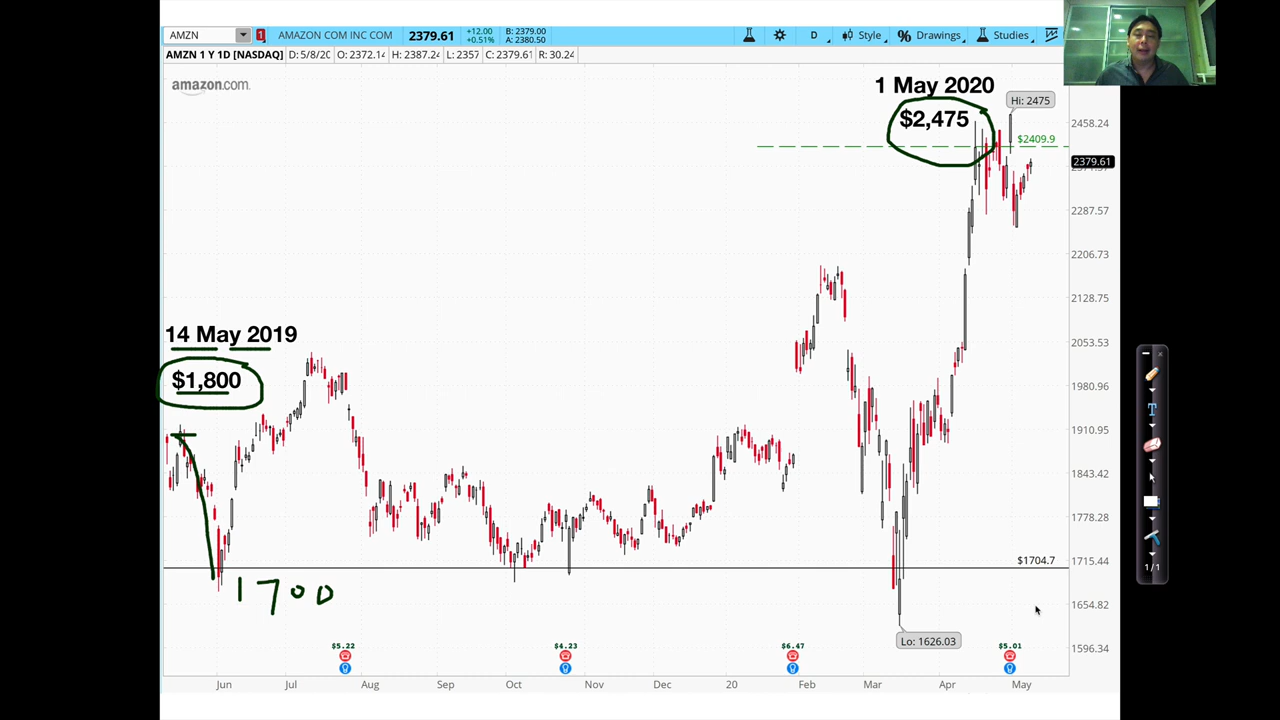 AMZN 1 AMAZON COM INC COM 2379.61 +12.00 +0.51% B: 2379.00 A: 2380.50 D Style Drawings Studies
AMZN 1 Y 1D [NASDAQ] D: 5/8/20 O: 2372.14 H: 2387.24 L: 2357 C: 2379.61 R: 30.24
amazon.com.
1 May 2020
Hi: 2475
$2,475
2458.24
$2409.9
2379.61
2287.57
2206.73
2128.75
14 May 2019
2053.53
$1,800
1980.96
1910.95
1843.42
1778.28
$1704.7
1715.44
1700
1654.82
Lo: 1626.03
$5.22 $4.23 $6.47 $5.01
1596.34
Jun Jul Aug Sep Oct Nov Dec 20 Feb Mar Apr May
T
1/1